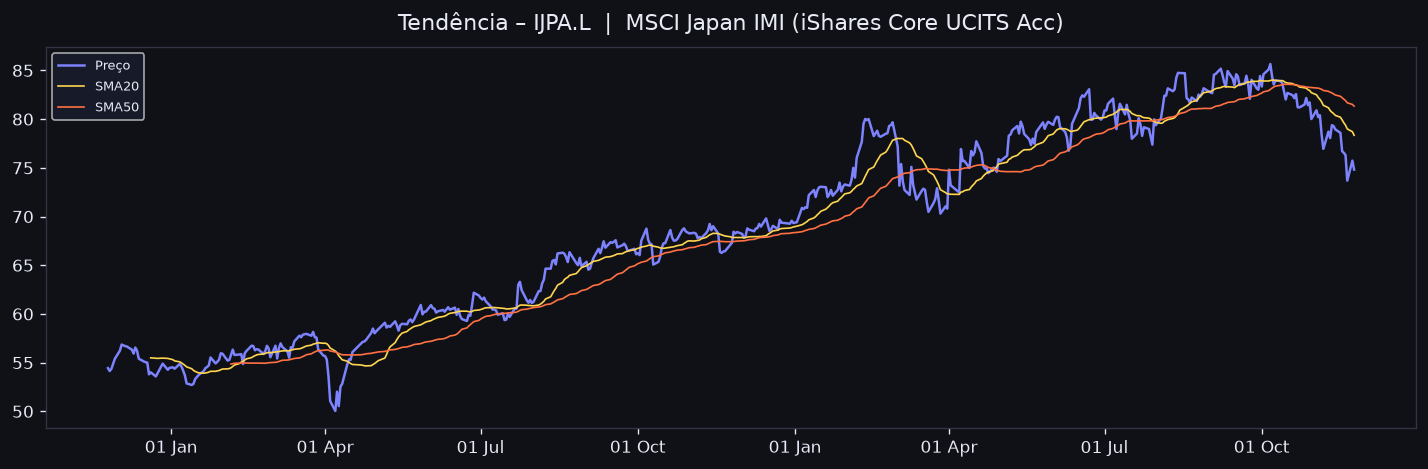 Tendência – IJPA.L | MSCI Japan IMI (iShares Core UCITS Acc)
Preço
SMA20
SMA50
85
80
75
70
65
60
55
50
01 Jan
01 Apr
01 Jul
01 Oct
01 Jan
01 Apr
01 Jul
01 Oct